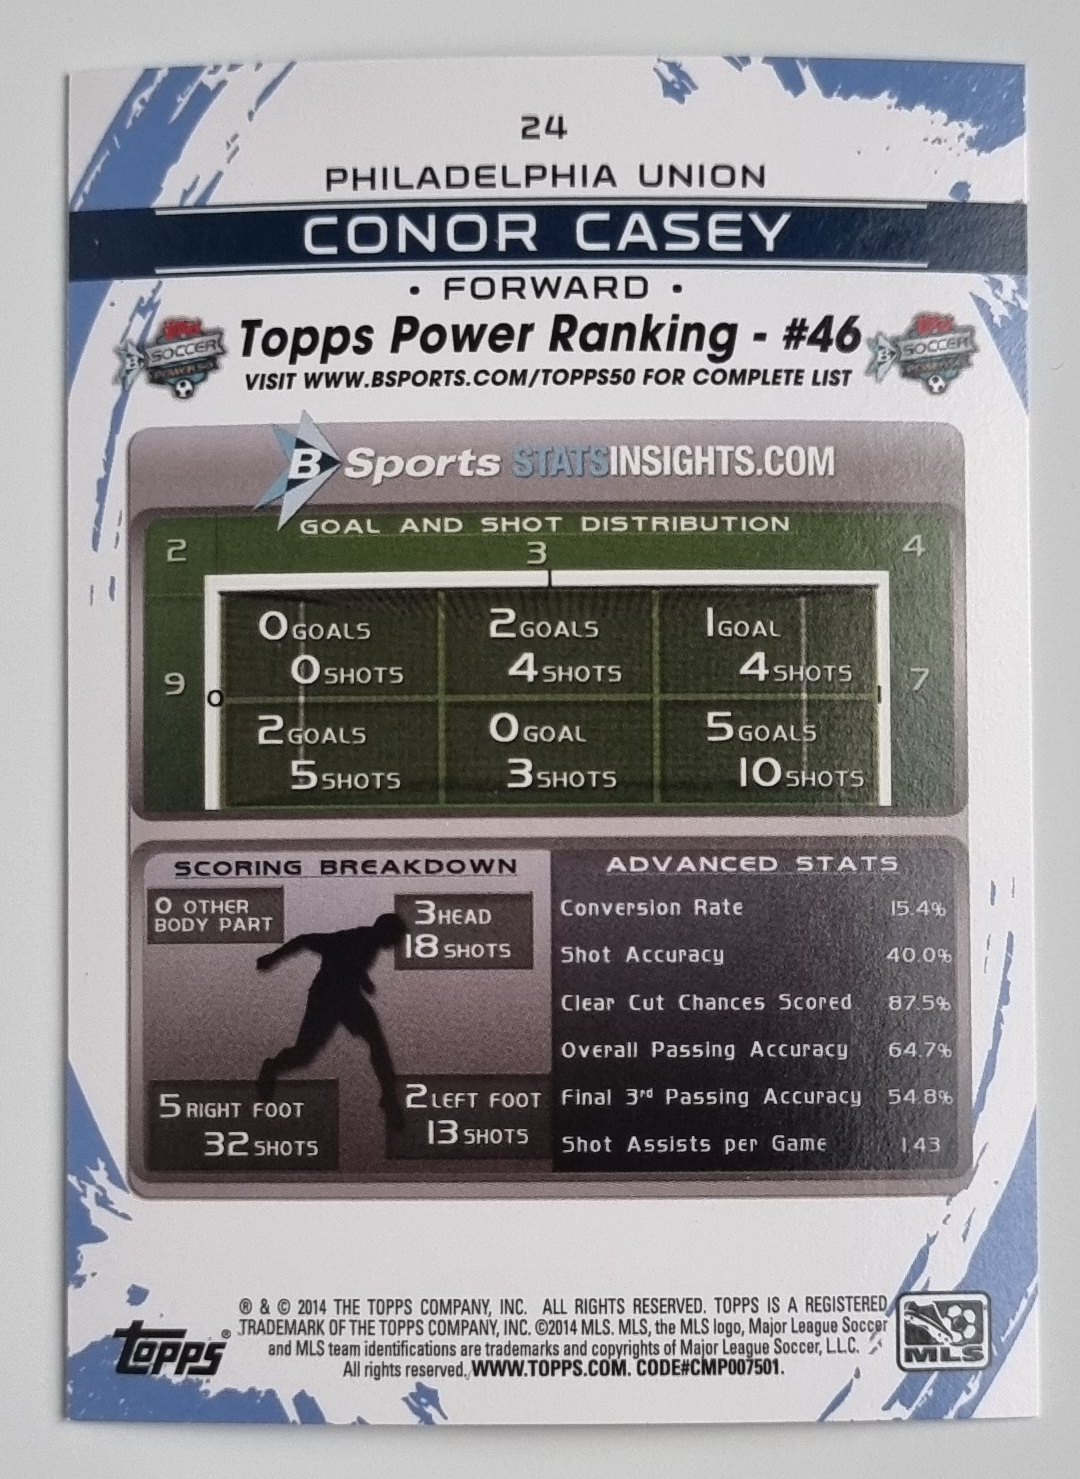 24
PHILADELPHIA UNION
CONOR CASEY
• FORWARD •
Topps Power Ranking - #46
VISIT WWW.BSPORTS.COM/TOPPS50 FOR COMPLETE LIST
SOCCER
SOCCER
B Sports STATSINSIGHTS.COM
GOAL AND SHOT DISTRIBUTION
2 3 4
0 GOALS 2 GOALS 1 GOAL
0 SHOTS 4 SHOTS 4 SHOTS
9 0 7
2 GOALS 0 GOAL 5 GOALS
5 SHOTS 3 SHOTS 10 SHOTS
SCORING BREAKDOWN
0 OTHER
BODY PART
3 HEAD
18 SHOTS
5 RIGHT FOOT
32 SHOTS
2 LEFT FOOT
13 SHOTS
ADVANCED STATS
Conversion Rate 15.4%
Shot Accuracy 40.0%
Clear Cut Chances Scored 87.5%
Overall Passing Accuracy 64.7%
Final 3rd Passing Accuracy 54.8%
Shot Assists per Game 1.43
® & © 2014 THE TOPPS COMPANY, INC. ALL RIGHTS RESERVED. TOPPS IS A REGISTERED
TRADEMARK OF THE TOPPS COMPANY, INC. ©2014 MLS. MLS, the MLS logo, Major League Soccer
and MLS team identifications are trademarks and copyrights of Major League Soccer, L.L.C.
All rights reserved. WWW.TOPPS.COM. CODE#CMP007501.
topps®
MLS